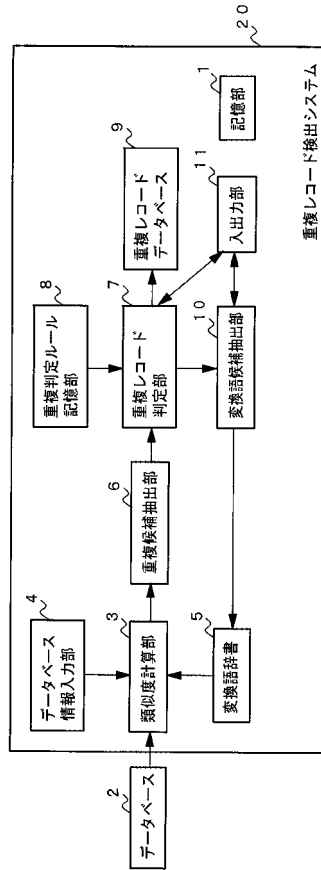 20
重複レコード検出システム
1
記憶部
2
データベース
4
データベース
情報入力部
3
類似度計算部
5
変換語辞書
6
重複候補抽出部
8
重複判定ルール
記憶部
7
重複レコード
判定部
9
重複レコード
データベース
10
変換語候補抽出部
11
入出力部